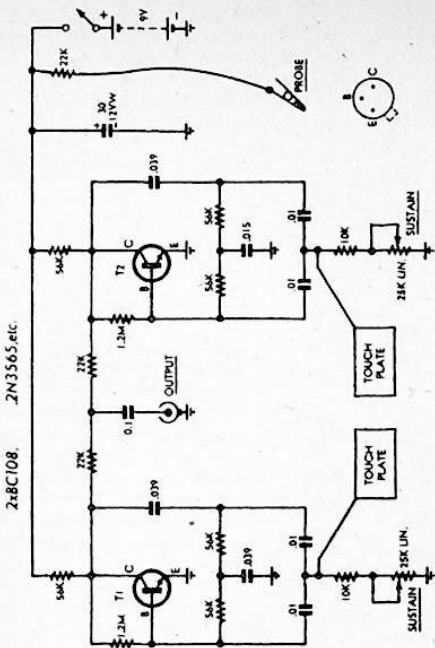 2xBC108, 2N3565, etc.
56K
56K
30
12VW
+
22K
+
9V
-
PROBE
B
C
E
C
T1
B
E
1.2M
22K
22K
0.1
OUTPUT
C
T2
B
E
1.2M
.039
.039
56K
56K
.039
56K
56K
.015
.01
.01
.01
.01
10K
10K
TOUCH
PLATE
TOUCH
PLATE
25K LIN.
SUSTAIN
25K LIN.
SUSTAIN